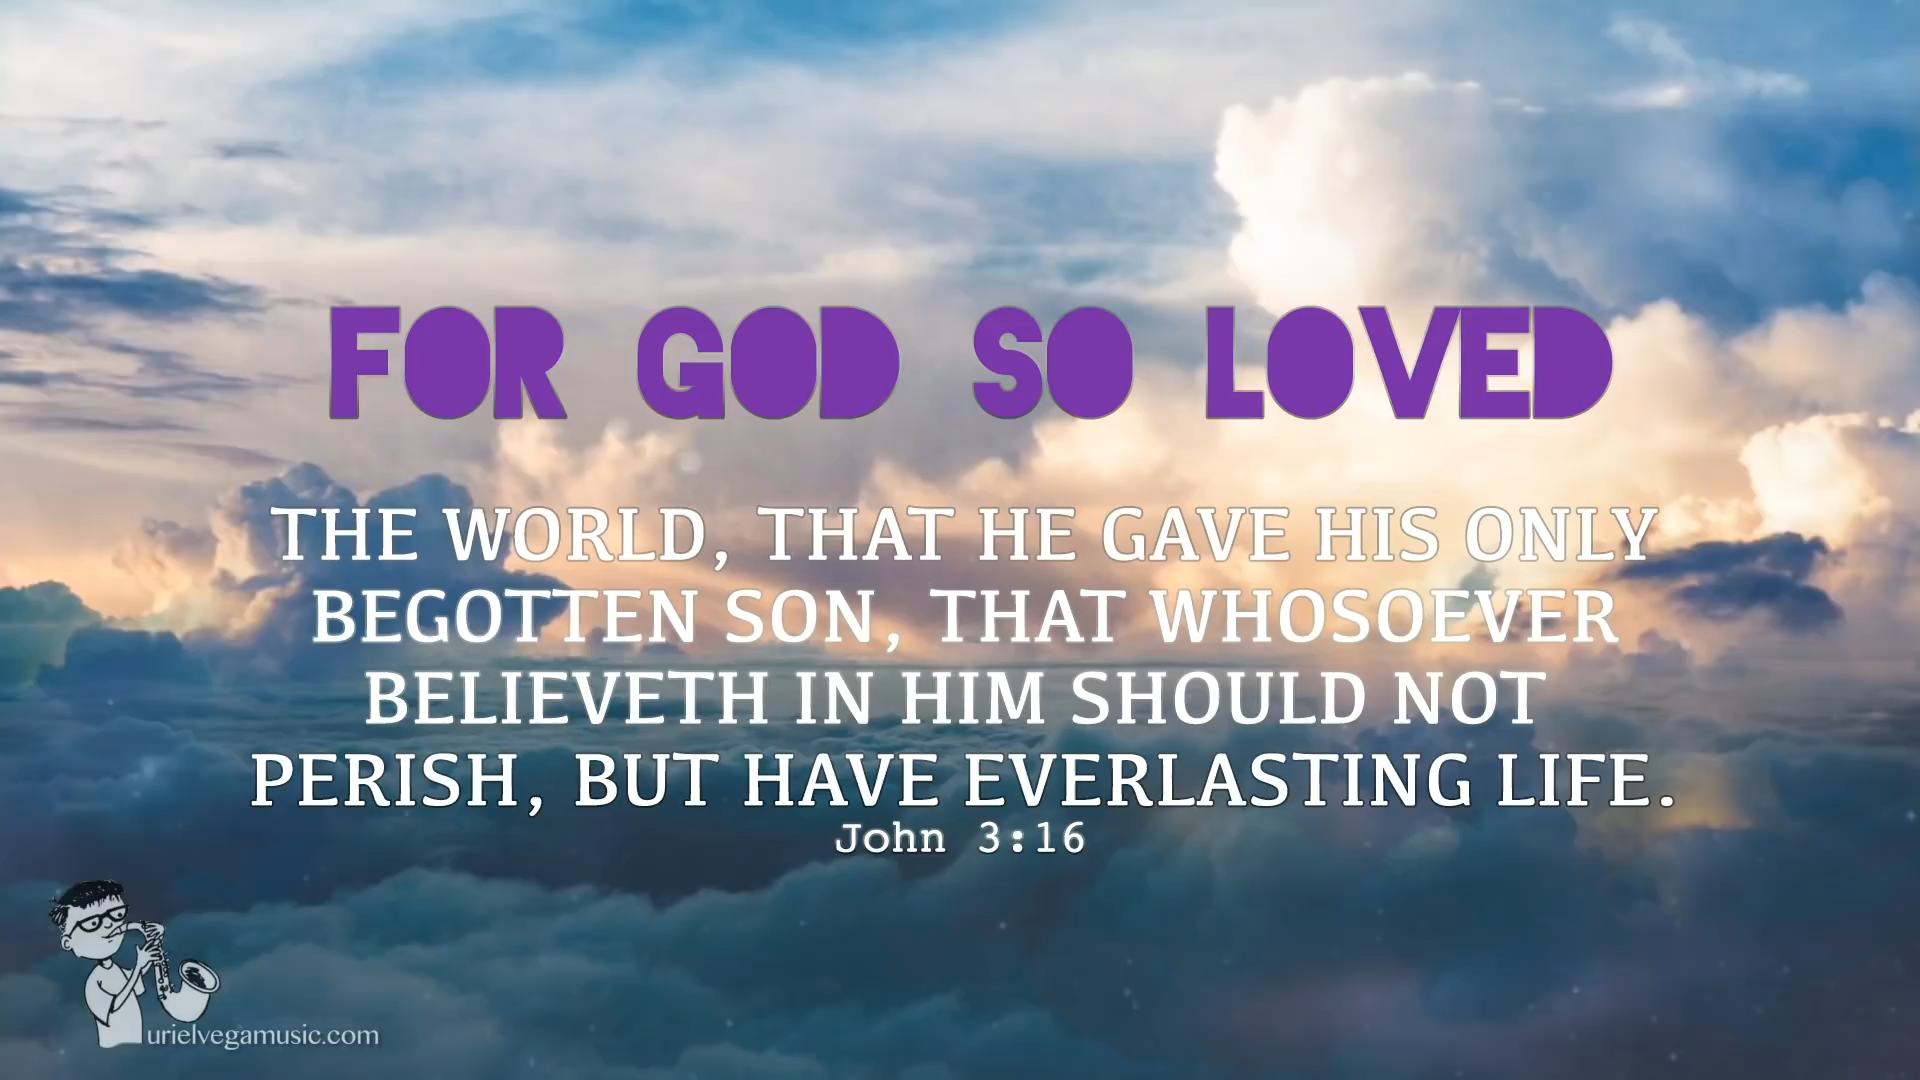 FOR GOD SO LOVED
THE WORLD, THAT HE GAVE HIS ONLY
BEGOTTEN SON, THAT WHOSOEVER
BELIEVETH IN HIM SHOULD NOT
PERISH, BUT HAVE EVERLASTING LIFE.
John 3:16
urielvegamusic.com